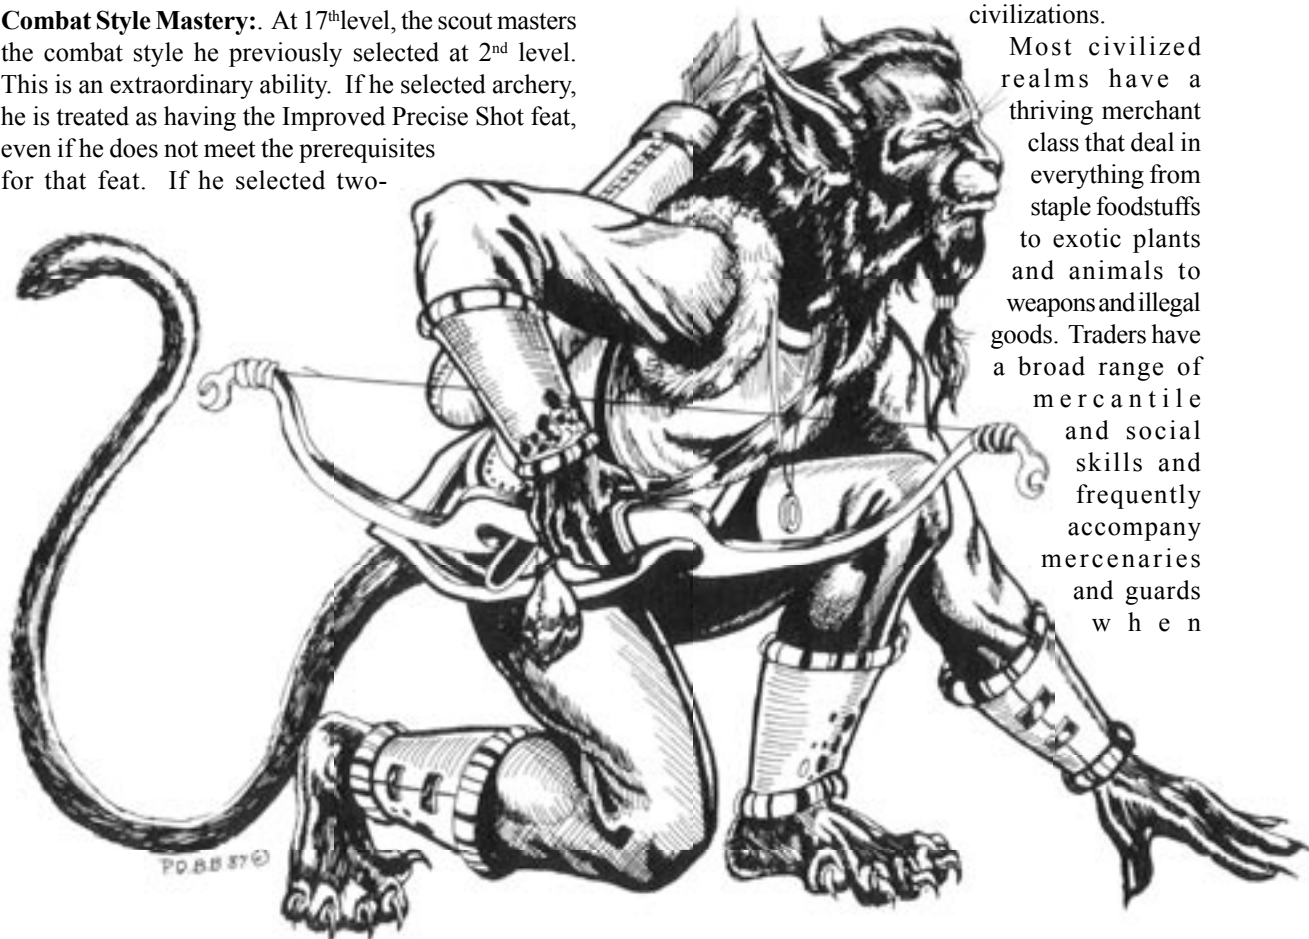 Combat Style Mastery:. At 17thlevel, the scout masters
the combat style he previously selected at 2nd level.
This is an extraordinary ability. If he selected archery,
he is treated as having the Improved Precise Shot feat,
even if he does not meet the prerequisites
for that feat. If he selected two-
civilizations.
Most civilized
realms have a
thriving merchant
class that deal in
everything from
staple foodstuffs
to exotic plants
and animals to
weapons and illegal
goods. Traders have
a broad range of
mercantile
and social
skills and
frequently
accompany
mercenaries
and guards
when
P.D.B.B 87 ©